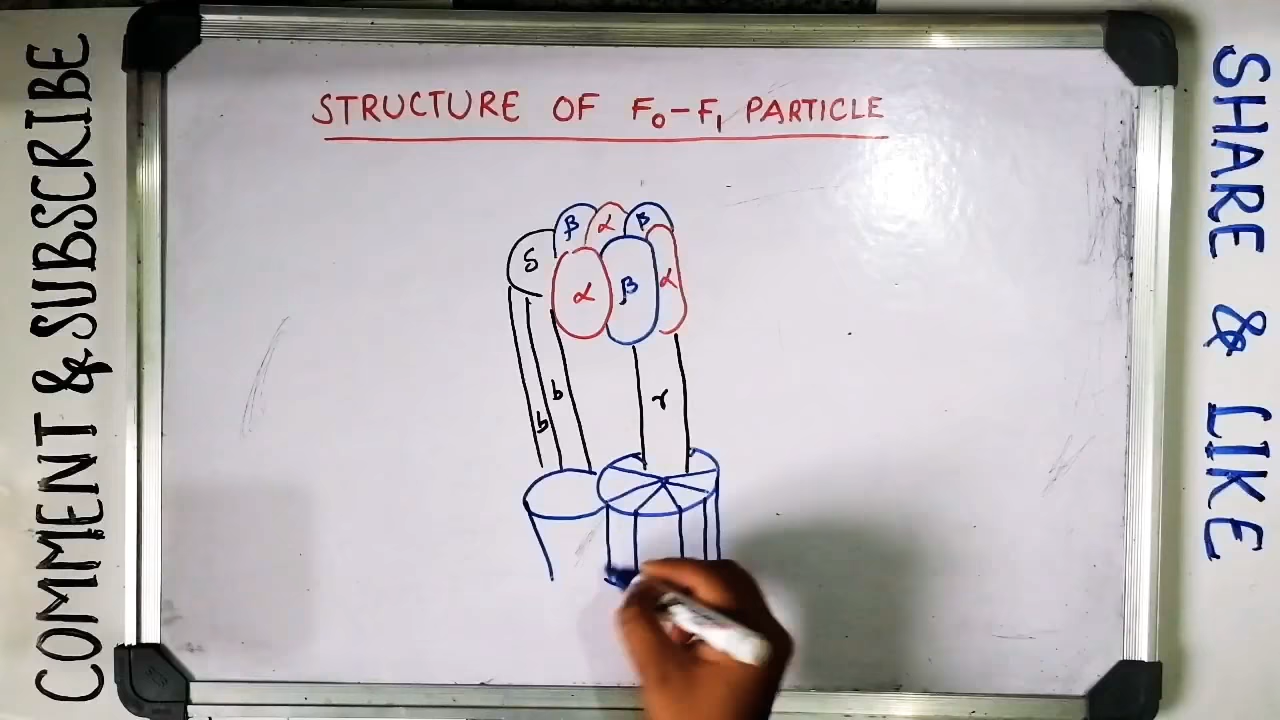 COMMENT & SUBSCRIBE
STRUCTURE OF F₀-F₁ PARTICLE
β α β
δ
α β α
b
b
γ
SHARE & LIKE